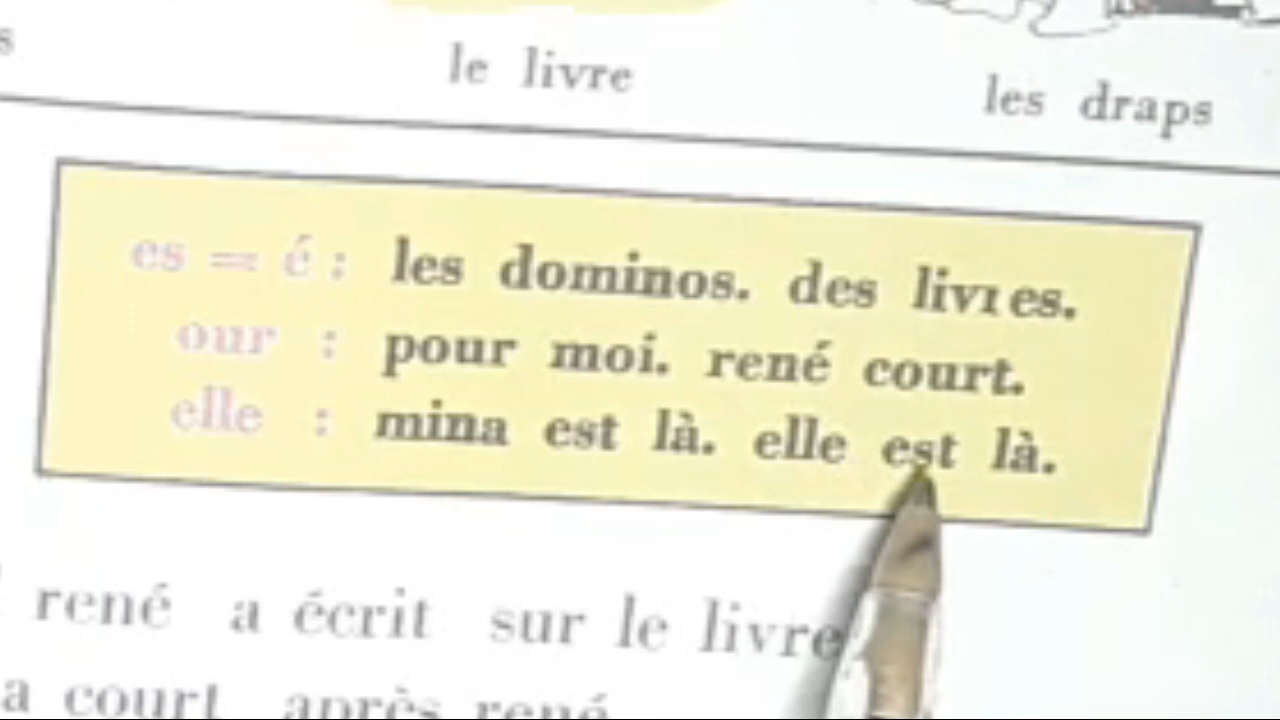 le livre
les draps
es = é : les dominos. des livres.
our : pour moi. rené court.
elle : mina est là. elle est là.
rené a écrit sur le livre
a court après rené